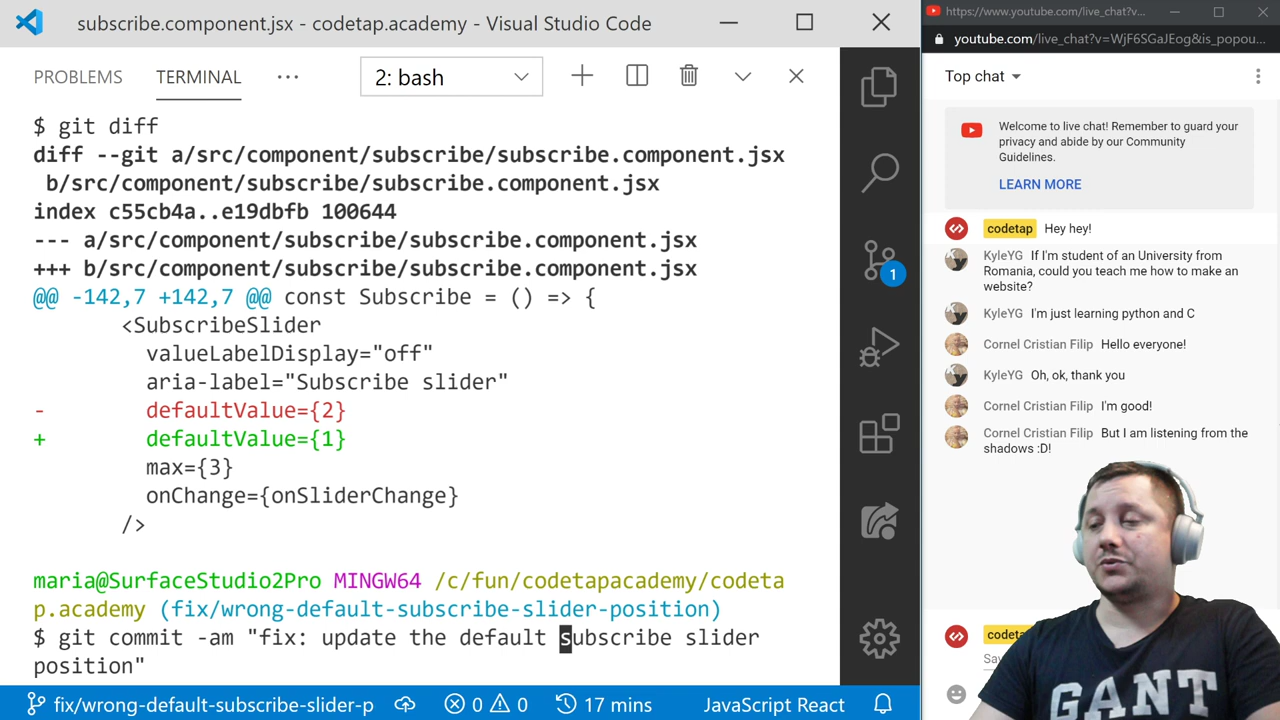 subscribe.component.jsx - codetap.academy - Visual Studio Code
PROBLEMS TERMINAL ··· 2: bash
$ git diff
diff --git a/src/component/subscribe/subscribe.component.jsx
b/src/component/subscribe/subscribe.component.jsx
index c55cb4a..e19dbfb 100644
--- a/src/component/subscribe/subscribe.component.jsx
+++ b/src/component/subscribe/subscribe.component.jsx
@@ -142,7 +142,7 @@ const Subscribe = () => {
<SubscribeSlider
valueLabelDisplay="off"
aria-label="Subscribe slider"
- defaultValue={2}
+ defaultValue={1}
max={3}
onChange={onSliderChange}
/>
maria@SurfaceStudio2Pro MINGW64 /c/fun/codetapacademy/codeta
p.academy (fix/wrong-default-subscribe-slider-position)
$ git commit -am "fix: update the default subscribe slider
position"
1
fix/wrong-default-subscribe-slider-p 0 0 17 mins JavaScript React
https://www.youtube.com/live_chat?v...
youtube.com/live_chat?v=WjF6SGaJEog&is_popou...
Top chat
Welcome to live chat! Remember to guard your
privacy and abide by our Community
Guidelines.
LEARN MORE
codetap Hey hey!
KyleYG If I'm student of an University from
Romania, could you teach me how to make an
website?
KyleYG I'm just learning python and C
Cornel Cristian Filip Hello everyone!
KyleYG Oh, ok, thank you
Cornel Cristian Filip I'm good!
Cornel Cristian Filip But I am listening from the
shadows :D!
codeta
Say
GANT